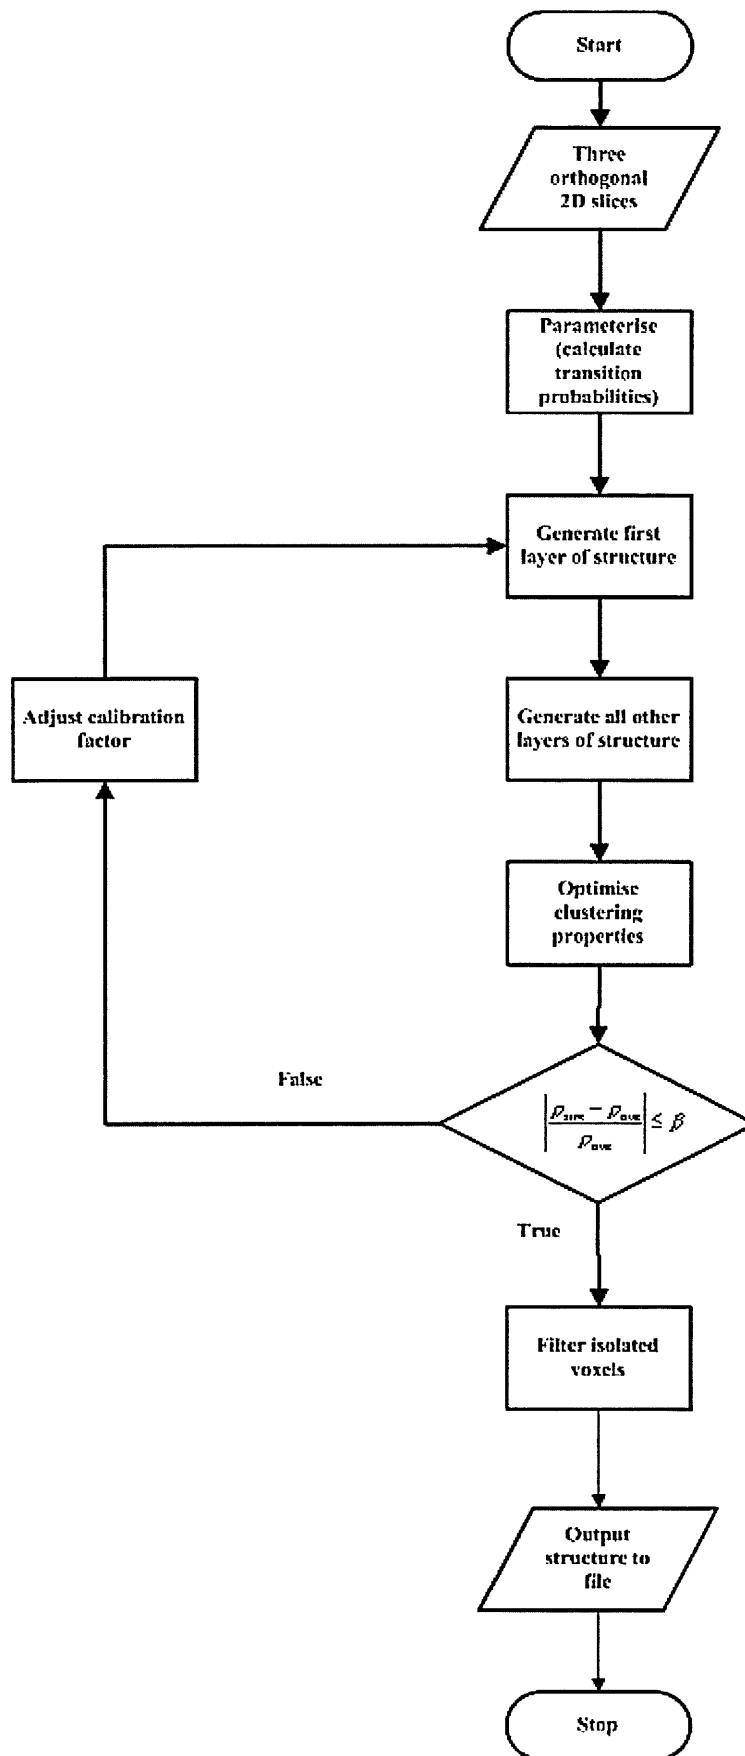 Start
Three
orthogonal
2D slices
Parameterise
(calculate
transition
probabilities)
Generate first
layer of structure
Adjust calibration
factor
Generate all other
layers of structure
Optimise
clustering
properties
False
≤ β
True
Filter isolated
voxels
Output
structure to
file
Stop